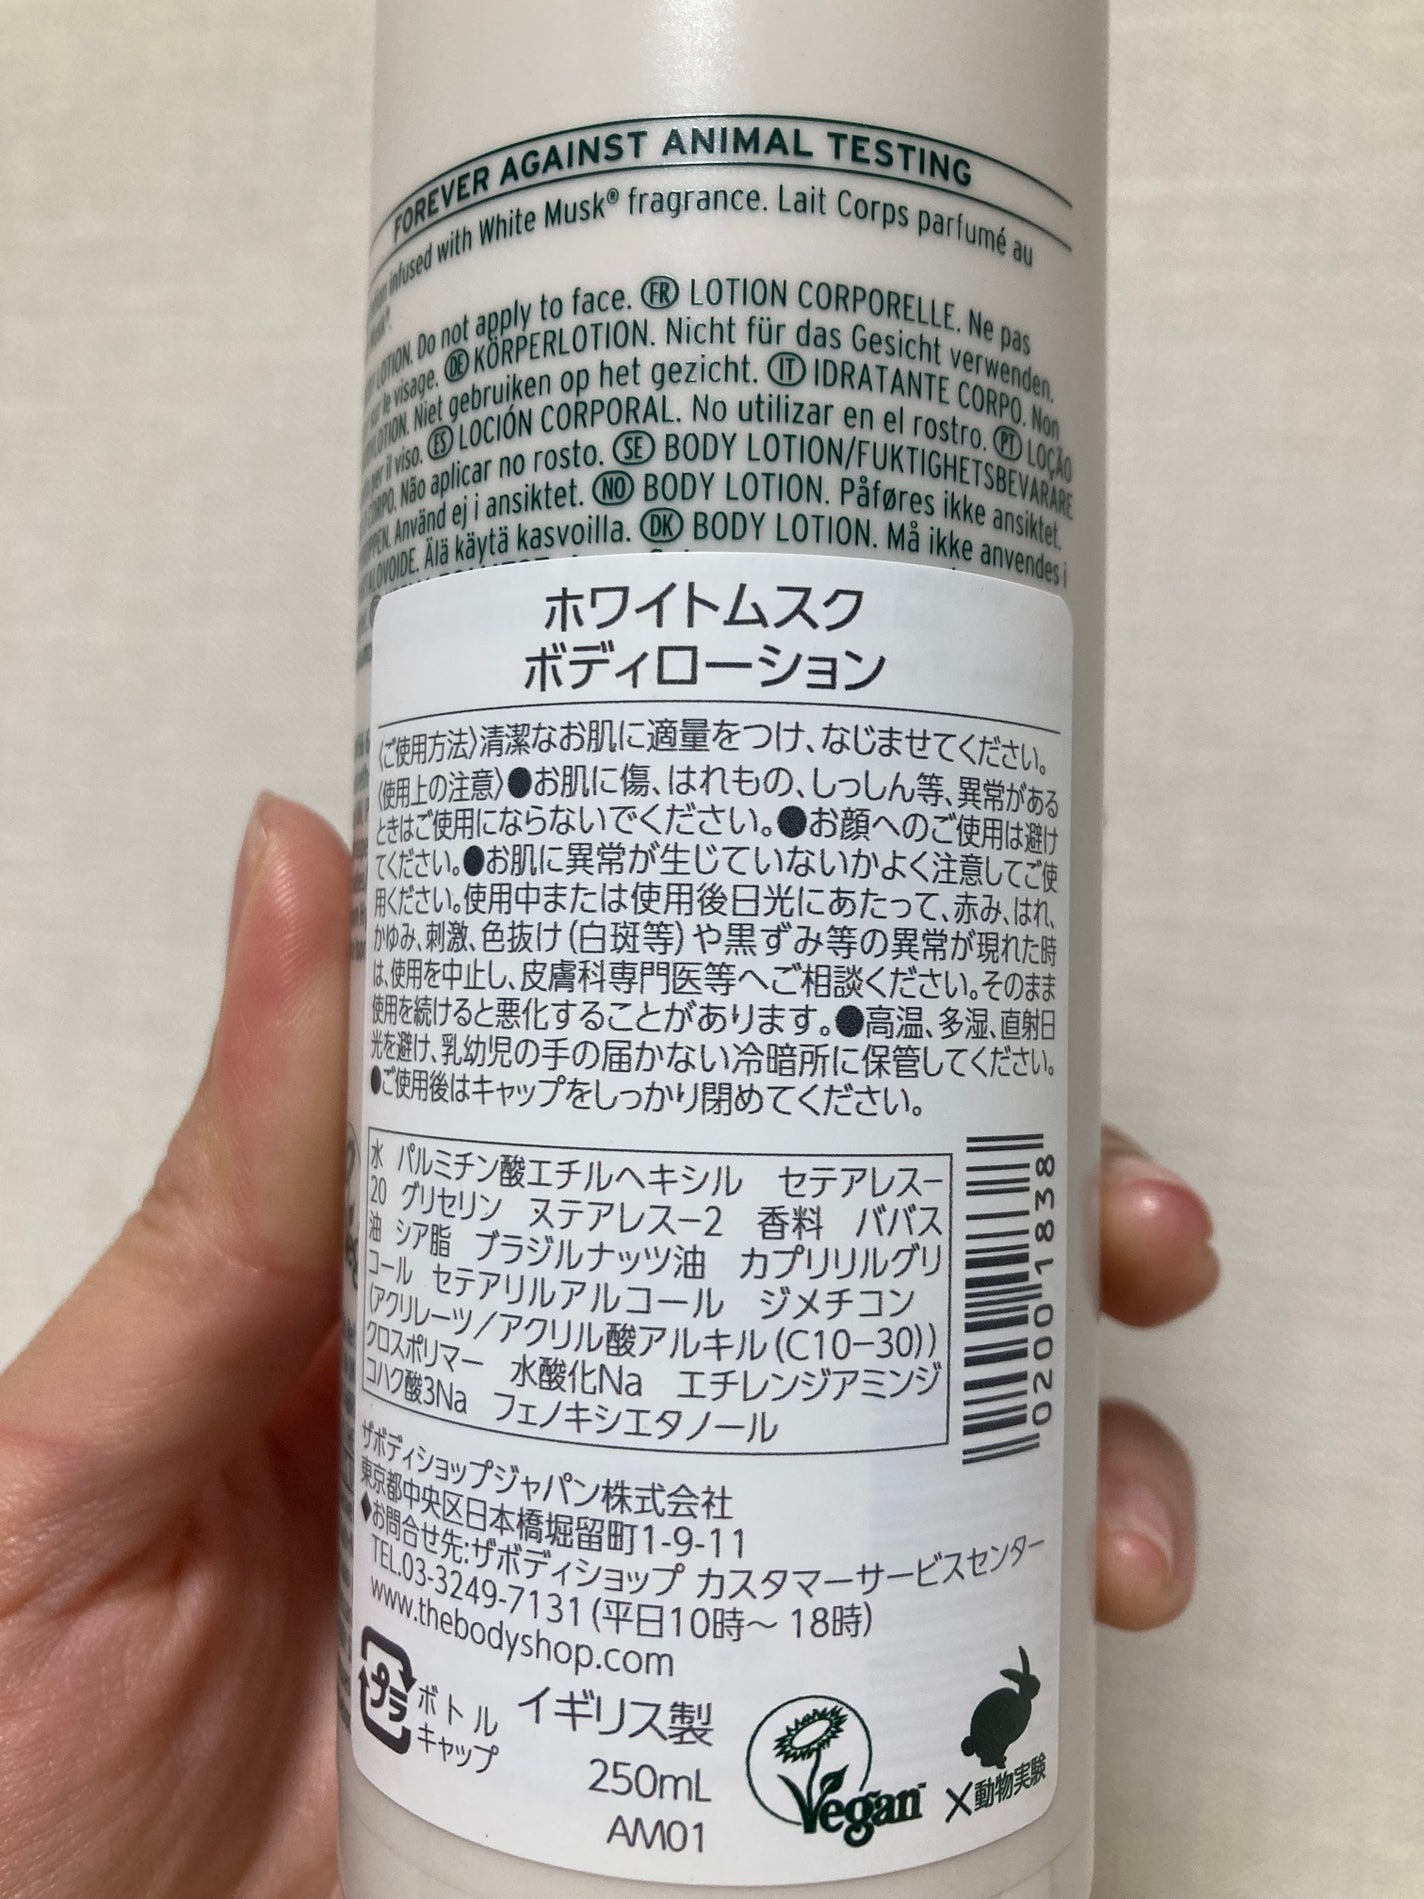 FOREVER AGAINST ANIMAL TESTING
infused with White Musk® fragrance. Lait Corps parfumé au
LOTION. Do not apply to face. FR LOTION CORPORELLE. Ne pas
sur le visage. DE KÖRPERLOTION. Nicht für das Gesicht verwenden.
Niet gebruiken op het gezicht. IT IDRATANTE CORPO. Non
per il viso. ES LOCIÓN CORPORAL. No utilizar en el rostro. PT LOÇÃO
CORPO. Não aplicar no rosto. SE BODY LOTION/FUKTIGHETSBEVARARE
Använd ej i ansiktet. NO BODY LOTION. Påføres ikke ansiktet.
Älä käytä kasvoilla. DK BODY LOTION. Må ikke anvendes i
ホワイトムスク
ボディローション
〈ご使用方法〉清潔なお肌に適量をつけ、なじませてください。
〈使用上の注意〉●お肌に傷、はれもの、しっしん等、異常がある
ときはご使用にならないでください。●お顔へのご使用は避け
てください。●お肌に異常が生じていないかよく注意してご使
用ください。使用中または使用後日光にあたって、赤み、はれ、
かゆみ、刺激、色抜け(白斑等)や黒ずみ等の異常が現れた時
は、使用を中止し、皮膚科専門医等へご相談ください。そのまま
使用を続けると悪化することがあります。●高温、多湿、直射日
光を避け、乳幼児の手の届かない冷暗所に保管してください。
●ご使用後はキャップをしっかり閉めてください。
水 パルミチン酸エチルヘキシル セテアレス-
20 グリセリン ステアレス-2 香料 ババス
油 シア脂 ブラジルナッツ油 カプリリルグリ
コール セテアリルアルコール ジメチコン
(アクリレーツ/アクリル酸アルキル(C10-30))
クロスポリマー 水酸化Na エチレンジアミンジ
コハク酸3Na フェノキシエタノール
02001838
ザボディショップジャパン株式会社
東京都中央区日本橋堀留町1-9-11
◆お問合せ先:ザボディショップ カスタマーサービスセンター
TEL.03-3249-7131(平日10時～18時)
www.thebodyshop.com
プラ ボトル キャップ
イギリス製
250mL
AM01
Vegan™
×動物実験